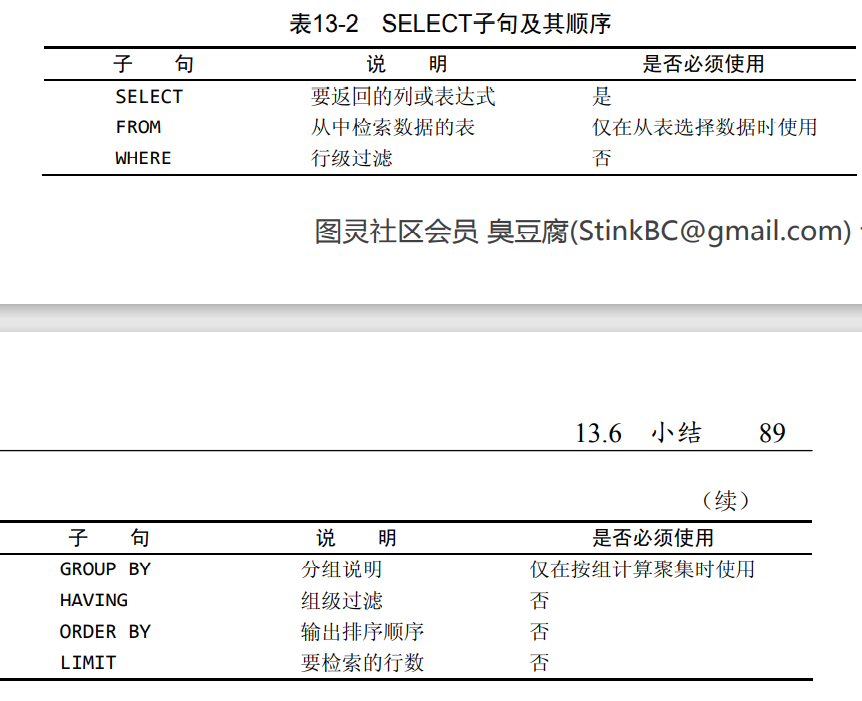 表13-2 SELECT子句及其顺序
子 句 说 明 是否必须使用
SELECT 要返回的列或表达式 是
FROM 从中检索数据的表 仅在从表选择数据时使用
WHERE 行级过滤 否
图灵社区会员 臭豆腐(StinkBC@gmail.com)
13.6 小结 89
（续）
子 句 说 明 是否必须使用
GROUP BY 分组说明 仅在按组计算聚集时使用
HAVING 组级过滤 否
ORDER BY 输出排序顺序 否
LIMIT 要检索的行数 否